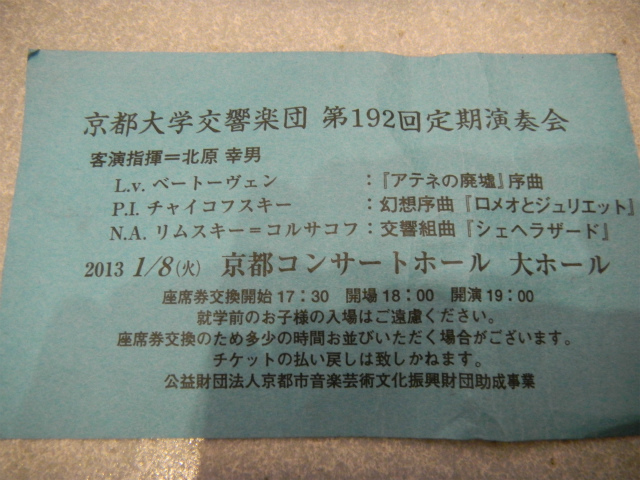 京都大学交響楽団 第192回定期演奏会
客演指揮＝北原 幸男
L.v. ベートーヴェン ：『アテネの廃墟』序曲
P.I. チャイコフスキー ：幻想序曲『ロメオとジュリエット』
N.A. リムスキー＝コルサコフ：交響組曲『シェヘラザード』
2013 1/8(火) 京都コンサートホール 大ホール
座席券交換開始17：30 開場18：00 開演19：00
就学前のお子様の入場はご遠慮ください。
座席券交換のため多少の時間お並びいただく場合がございます。
チケットの払い戻しは致しかねます。
公益財団法人京都市音楽芸術文化振興財団助成事業